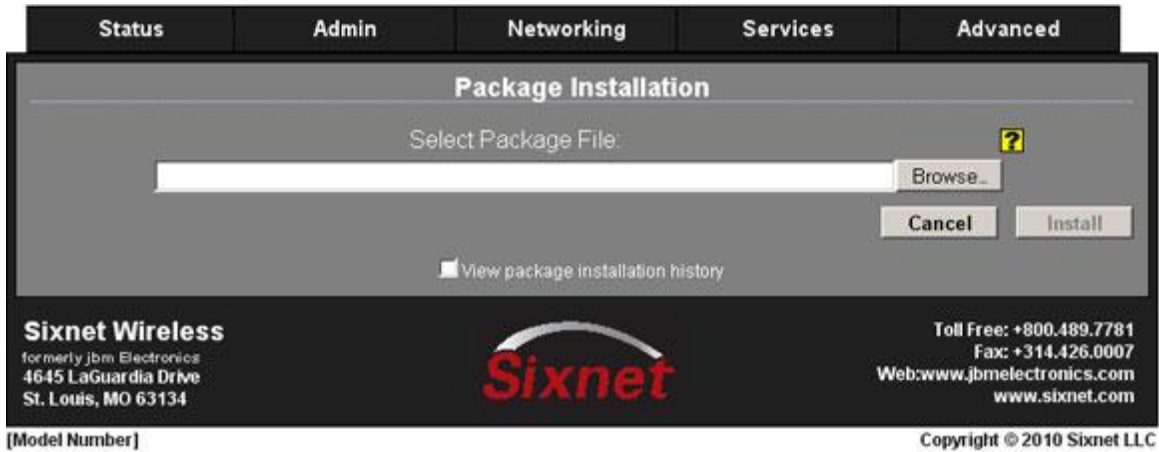 Status Admin Networking Services Advanced
Package Installation
Select Package File: ?
Browse...
Cancel Install
View package installation history
Sixnet Wireless
formerly jbm Electronics
4645 LaGuardia Drive
St. Louis, MO 63134
Sixnet
Toll Free: +800.489.7781
Fax: +314.426.0007
Web:www.jbmelectronics.com
www.sixnet.com
[Model Number]
Copyright © 2010 Sixnet LLC